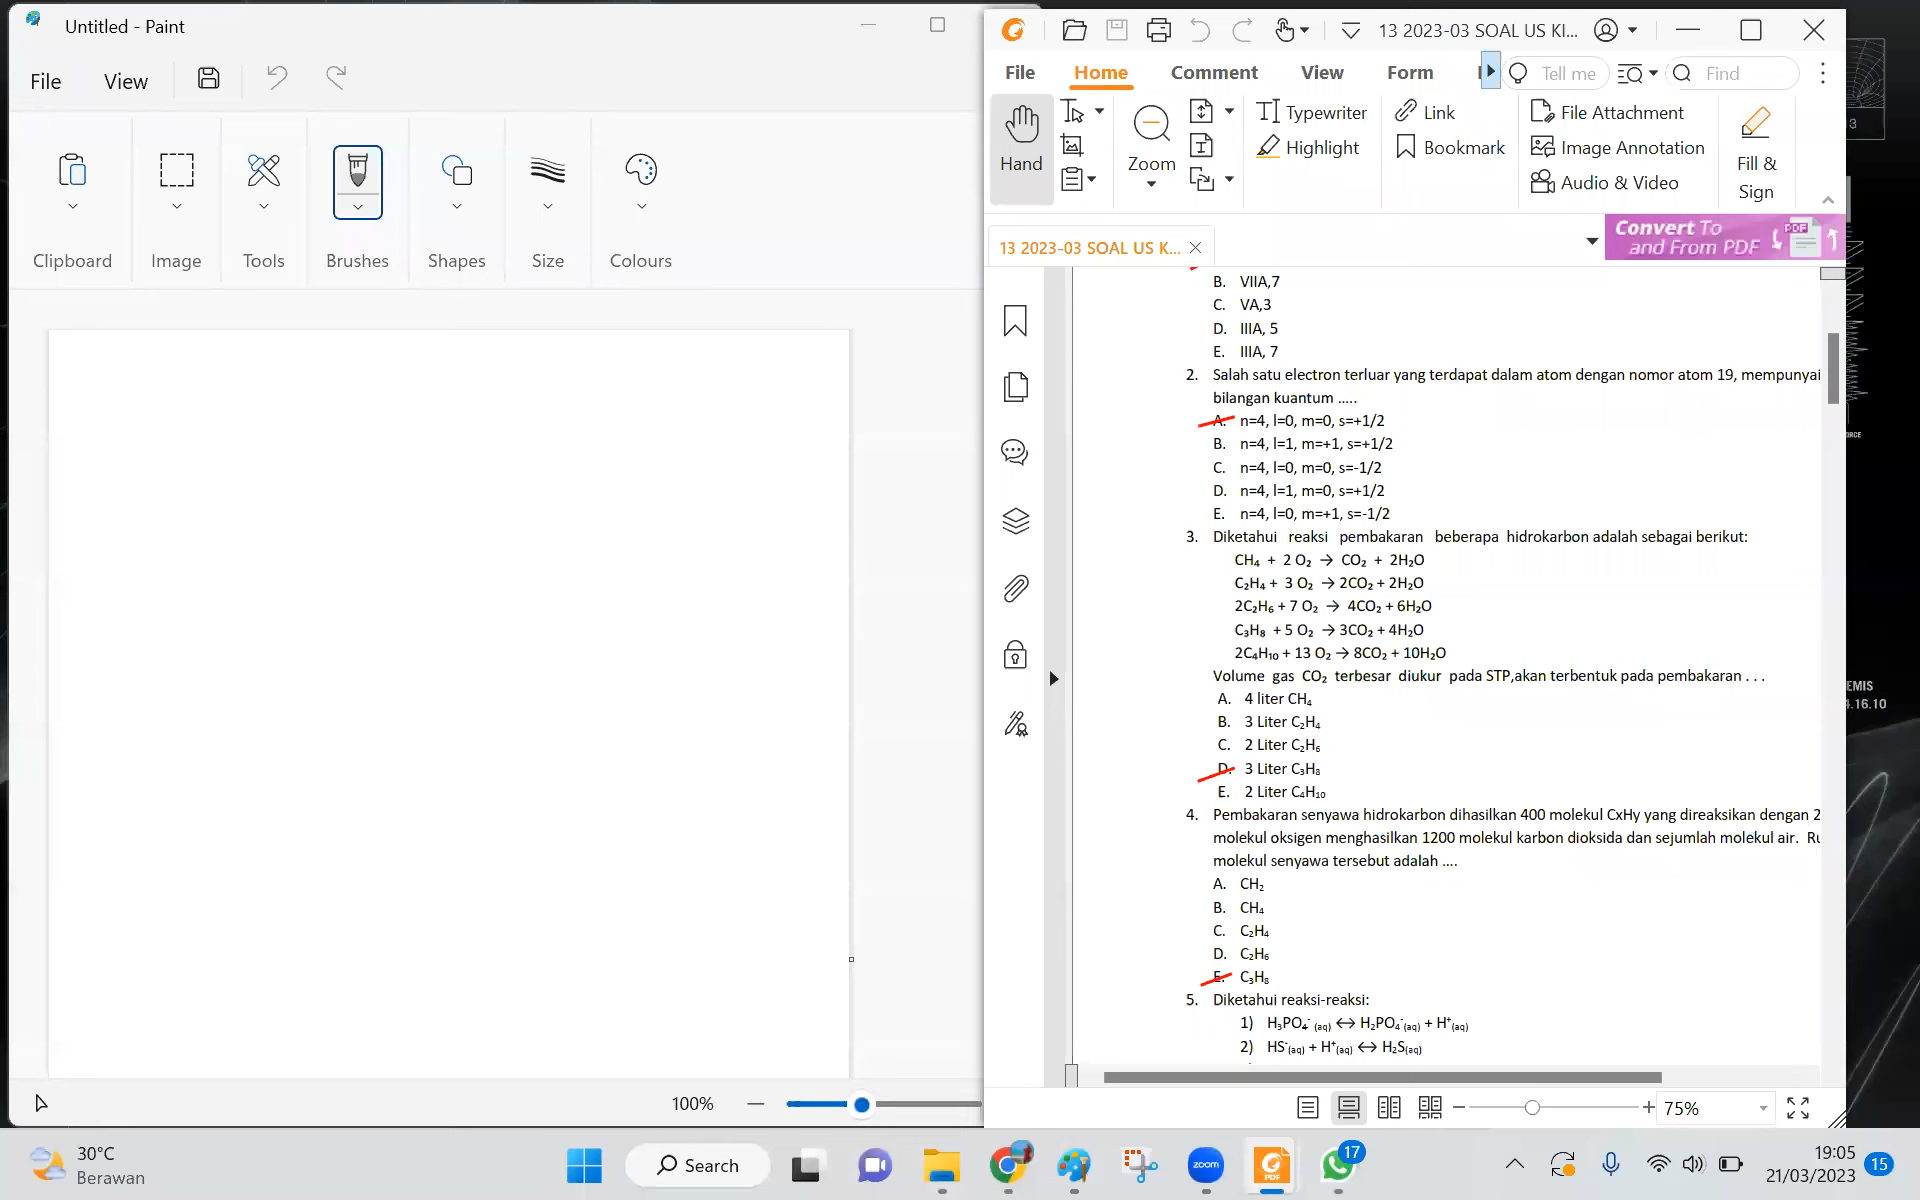 Untitled - Paint
File
View
Clipboard
Image
Tools
Brushes
Shapes
Size
Colours
100%
13 2023-03 SOAL US KI...
File
Home
Comment
View
Form
Tell me
Find
Hand
Zoom
Typewriter
Highlight
Link
Bookmark
File Attachment
Image Annotation
Audio & Video
Fill &
Sign
13 2023-03 SOAL US K...
Convert To
and From PDF
PDF
B. VIIA,7
C. VA,3
D. IIIA, 5
E. IIIA, 7
2. Salah satu electron terluar yang terdapat dalam atom dengan nomor atom 19, mempunyai
bilangan kuantum .....
A. n=4, l=0, m=0, s=+1/2
B. n=4, l=1, m=+1, s=+1/2
C. n=4, l=0, m=0, s=-1/2
D. n=4, l=1, m=0, s=+1/2
E. n=4, l=0, m=+1, s=-1/2
3. Diketahui reaksi pembakaran beberapa hidrokarbon adalah sebagai berikut:
CH₄ + 2 O₂ → CO₂ + 2H₂O
C₂H₄ + 3 O₂ → 2CO₂ + 2H₂O
2C₂H₆ + 7 O₂ → 4CO₂ + 6H₂O
C₃H₈ + 5 O₂ → 3CO₂ + 4H₂O
2C₄H₁₀ + 13 O₂ → 8CO₂ + 10H₂O
Volume gas CO₂ terbesar diukur pada STP,akan terbentuk pada pembakaran . . .
A. 4 liter CH₄
B. 3 Liter C₂H₄
C. 2 Liter C₂H₆
D. 3 Liter C₃H₈
E. 2 Liter C₄H₁₀
4. Pembakaran senyawa hidrokarbon dihasilkan 400 molekul CxHy yang direaksikan dengan 2
molekul oksigen menghasilkan 1200 molekul karbon dioksida dan sejumlah molekul air. Ru
molekul senyawa tersebut adalah ....
A. CH₂
B. CH₄
C. C₂H₄
D. C₂H₆
E. C₃H₈
5. Diketahui reaksi-reaksi:
1) H₃PO₄⁻ (aq) ↔ H₂PO₄⁻(aq) + H⁺(aq)
2) HS⁻(aq) + H⁺(aq) ↔ H₂S(aq)
75%
EMIS
.16.10
30°C
Berawan
Search
zoom
PDF
17
19:05
21/03/2023
15